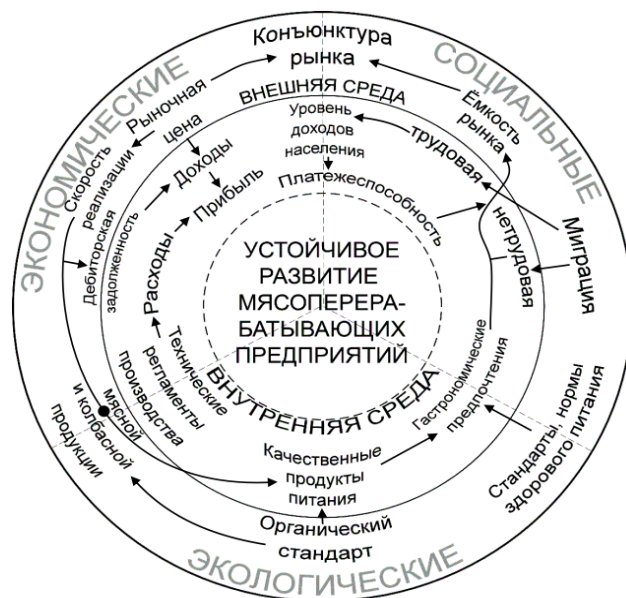 ЭКОНОМИЧЕСКИЕ
СОЦИАЛЬНЫЕ
ЭКОЛОГИЧЕСКИЕ
Конъюнктура
рынка
ВНЕШНЯЯ СРЕДА
Рыночная
цена
Скорость
реализации
Доходы
Прибыль
Дебиторская
задолженность
Расходы
Уровень
доходов
населения
Платежеспособность
трудовая
Ёмкость
рынка
нетрудовая
Миграция
УСТОЙЧИВОЕ
РАЗВИТИЕ
МЯСОПЕРЕРА-
БАТЫВАЮЩИХ
ПРЕДПРИЯТИЙ
ВНУТРЕННЯЯ СРЕДА
Технические
регламенты
производства
мясной
и колбасной
продукции
Качественные
продукты
питания
Гастрономические
предпочтения
Стандарты, нормы
здорового питания
Органический
стандарт